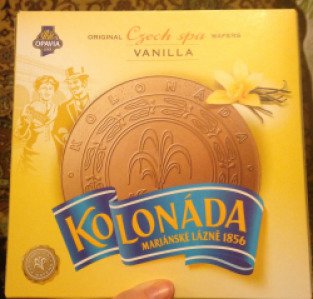 OPAVIA
ORIGINAL Czech spa WAFERS
VANILLA
KOLONÁDA
KOLONÁDA
MARIÁNSKÉ LÁZNĚ 1856